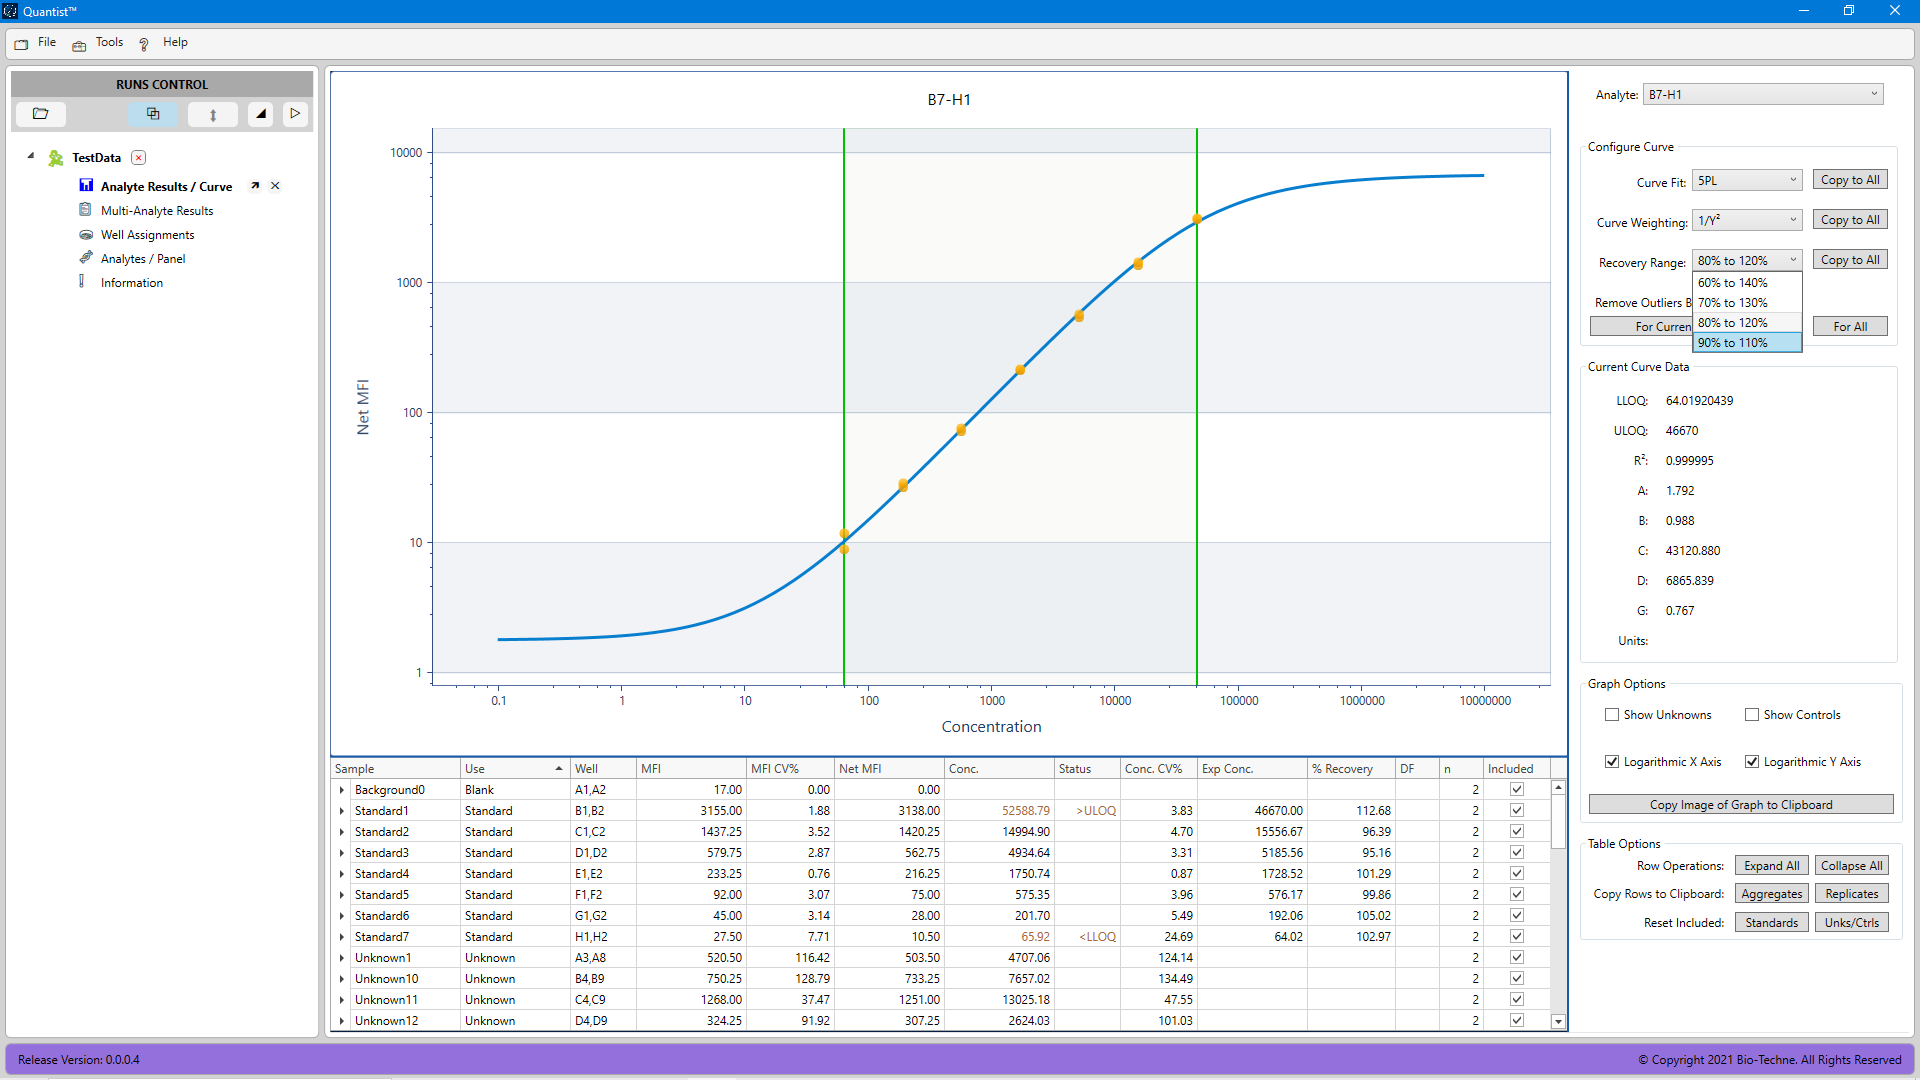 Quantist™
File Tools Help
RUNS CONTROL
TestData
Analyte Results / Curve
Multi-Analyte Results
Well Assignments
Analytes / Panel
Information
B7-H1
Net MFI
10000
1000
100
10
1
0.1 1 10 100 1000 10000 100000 1000000 10000000
Concentration
Sample Use Well MFI MFI CV% Net MFI Conc. Status Conc. CV% Exp Conc. % Recovery DF n Included
Background0 Blank A1,A2 17.00 0.00 0.00 2
Standard1 Standard B1,B2 3155.00 1.88 3138.00 52588.79 >ULOQ 3.83 46670.00 112.68 2
Standard2 Standard C1,C2 1437.25 3.52 1420.25 14994.90 4.70 15556.67 96.39 2
Standard3 Standard D1,D2 579.75 2.87 562.75 4934.64 3.31 5185.56 95.16 2
Standard4 Standard E1,E2 233.25 0.76 216.25 1750.74 0.87 1728.52 101.29 2
Standard5 Standard F1,F2 92.00 3.07 75.00 575.35 3.96 576.17 99.86 2
Standard6 Standard G1,G2 45.00 3.14 28.00 201.70 5.49 192.06 105.02 2
Standard7 Standard H1,H2 27.50 7.71 10.50 65.92 <LLOQ 24.69 64.02 102.97 2
Unknown1 Unknown A3,A8 520.50 116.42 503.50 4707.06 124.14 2
Unknown10 Unknown B4,B9 750.25 128.79 733.25 7657.02 134.49 2
Unknown11 Unknown C4,C9 1268.00 37.47 1251.00 13025.18 47.55 2
Unknown12 Unknown D4,D9 324.25 91.92 307.25 2624.03 101.03 2
Analyte: B7-H1
Configure Curve
Curve Fit: 5PL Copy to All
Curve Weighting: 1/Y² Copy to All
Recovery Range: 80% to 120% Copy to All
60% to 140%
70% to 130%
80% to 120%
90% to 110%
Remove Outliers B
For Curren For All
Current Curve Data
LLOQ: 64.01920439
ULOQ: 46670
R²: 0.999995
A: 1.792
B: 0.988
C: 43120.880
D: 6865.839
G: 0.767
Units:
Graph Options
Show Unknowns Show Controls
Logarithmic X Axis Logarithmic Y Axis
Copy Image of Graph to Clipboard
Table Options
Row Operations: Expand All Collapse All
Copy Rows to Clipboard: Aggregates Replicates
Reset Included: Standards Unks/Ctrls
Release Version: 0.0.0.4
© Copyright 2021 Bio-Techne. All Rights Reserved